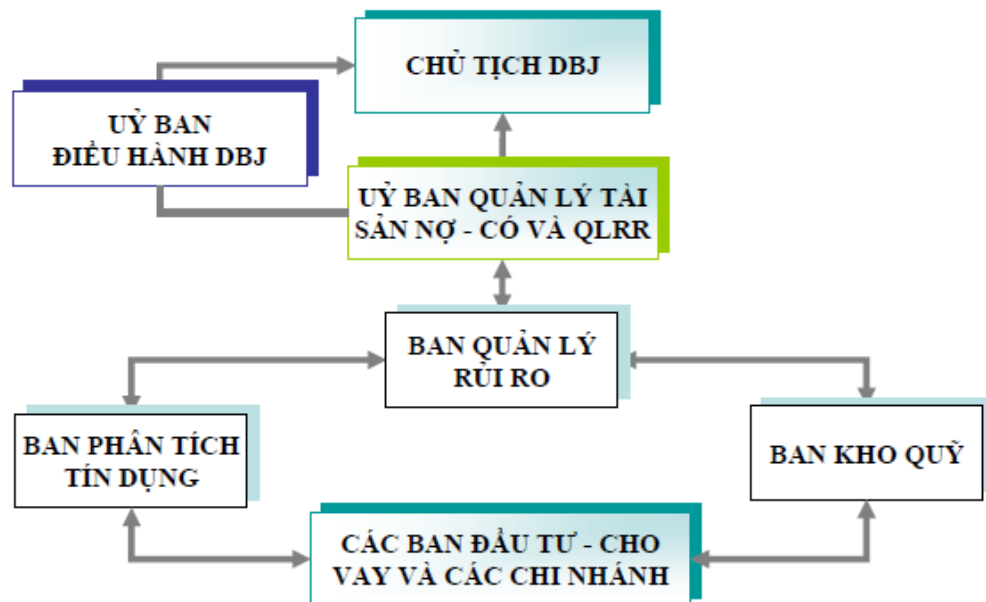 CHỦ TỊCH DBJ
UỶ BAN
ĐIỀU HÀNH DBJ
UỶ BAN QUẢN LÝ TÀI
SẢN NỢ - CÓ VÀ QLRR
BAN QUẢN LÝ
RỦI RO
BAN PHÂN TÍCH
TÍN DỤNG
BAN KHO QUỸ
CÁC BAN ĐẦU TƯ - CHO
VAY VÀ CÁC CHI NHÁNH